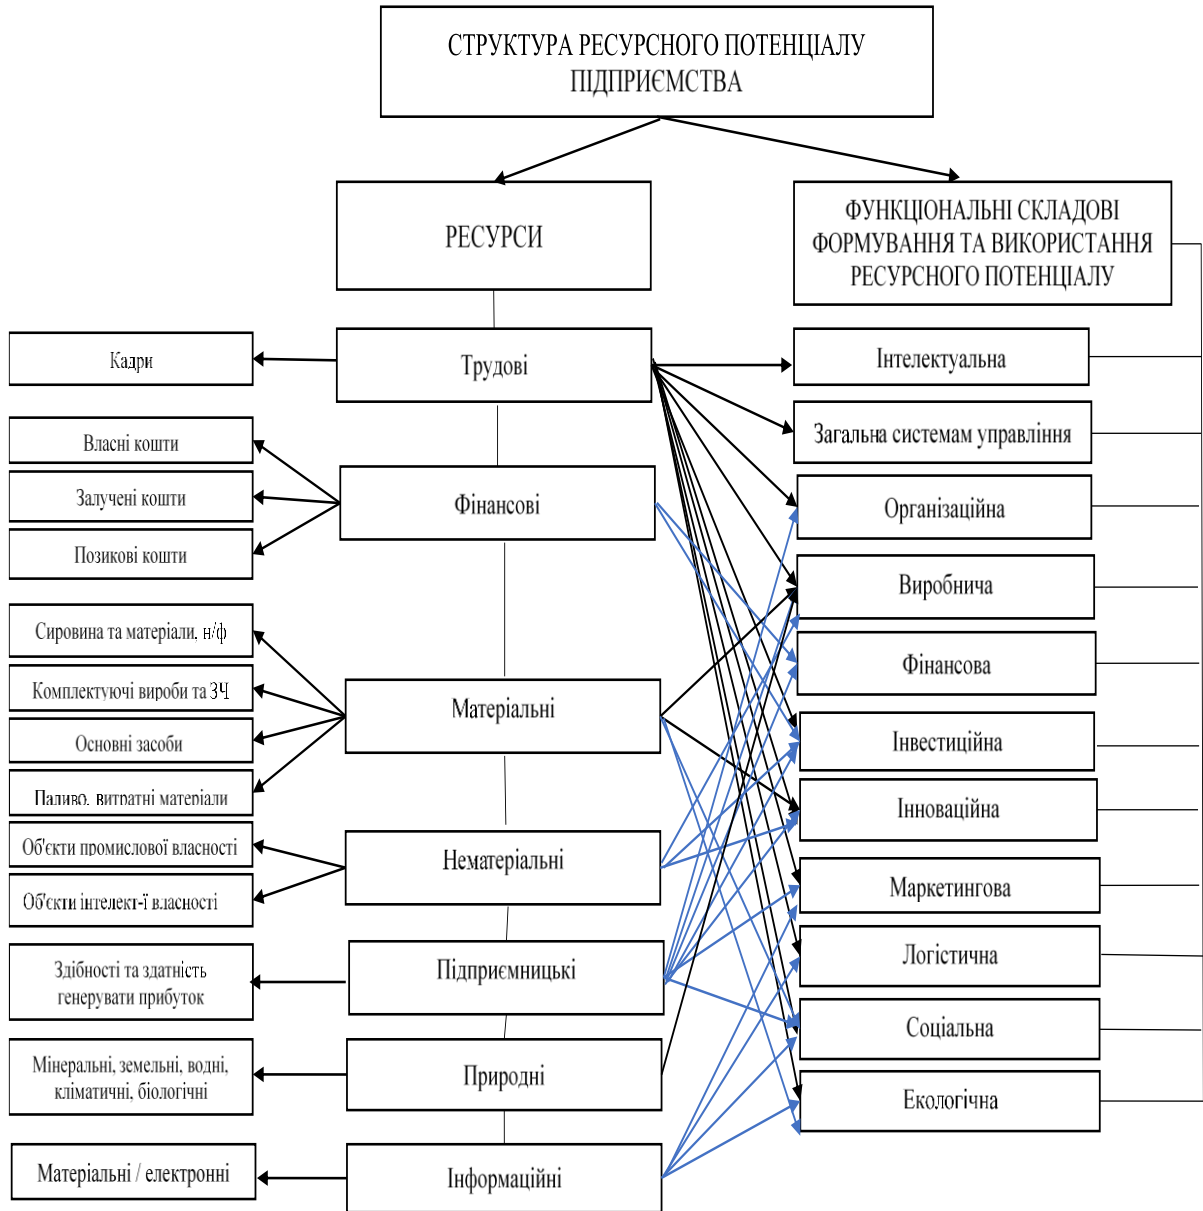 СТРУКТУРА РЕСУРСНОГО ПОТЕНЦІАЛУ
ПІДПРИЄМСТВА
РЕСУРСИ
ФУНКЦІОНАЛЬНІ СКЛАДОВІ
ФОРМУВАННЯ ТА ВИКОРИСТАННЯ
РЕСУРСНОГО ПОТЕНЦІАЛУ
Кадри
Трудові
Інтелектуальна
Власні кошти
Загальна системам управління
Залучені кошти
Фінансові
Організаційна
Позикові кошти
Виробнича
Сировина та матеріали, н/ф
Фінансова
Комплектуючі вироби та ЗЧ
Матеріальні
Основні засоби
Інвестиційна
Паливо, витратні матеріали
Інноваційна
Об'єкти промислової власності
Нематеріальні
Об'єкти інтелект-ї власності
Маркетингова
Здібності та здатність
генерувати прибуток
Підприємницькі
Логістична
Соціальна
Мінеральні, земельні, водні,
кліматичні, біологічні
Природні
Екологічна
Матеріальні / електронні
Інформаційні